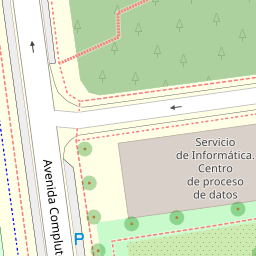 Servicio
de Informática.
Centro
de proceso
de datos
Avenida Complut
P